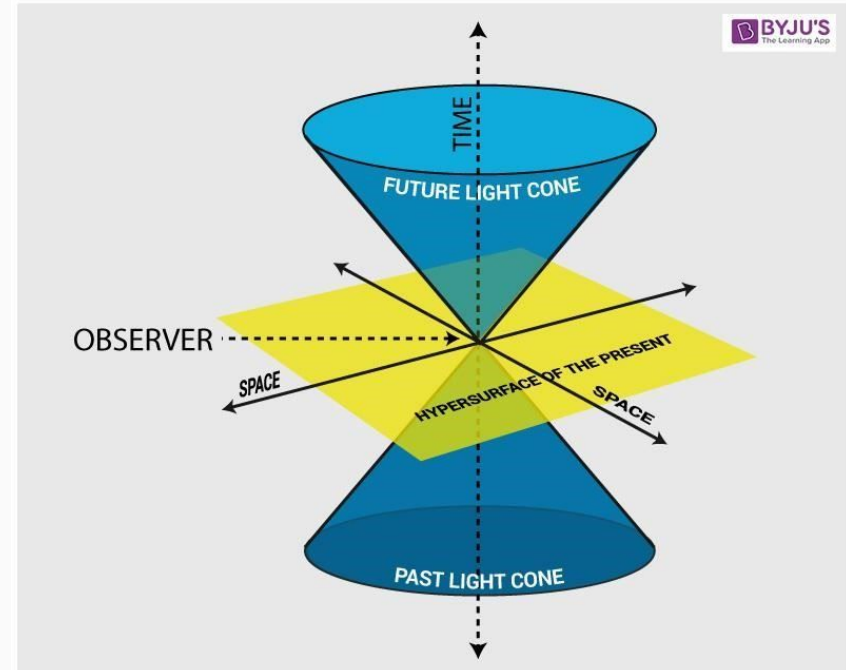 BYJU'S
The Learning App
TIME
FUTURE LIGHT CONE
OBSERVER
SPACE
HYPERSURFACE OF THE PRESENT
SPACE
PAST LIGHT CONE